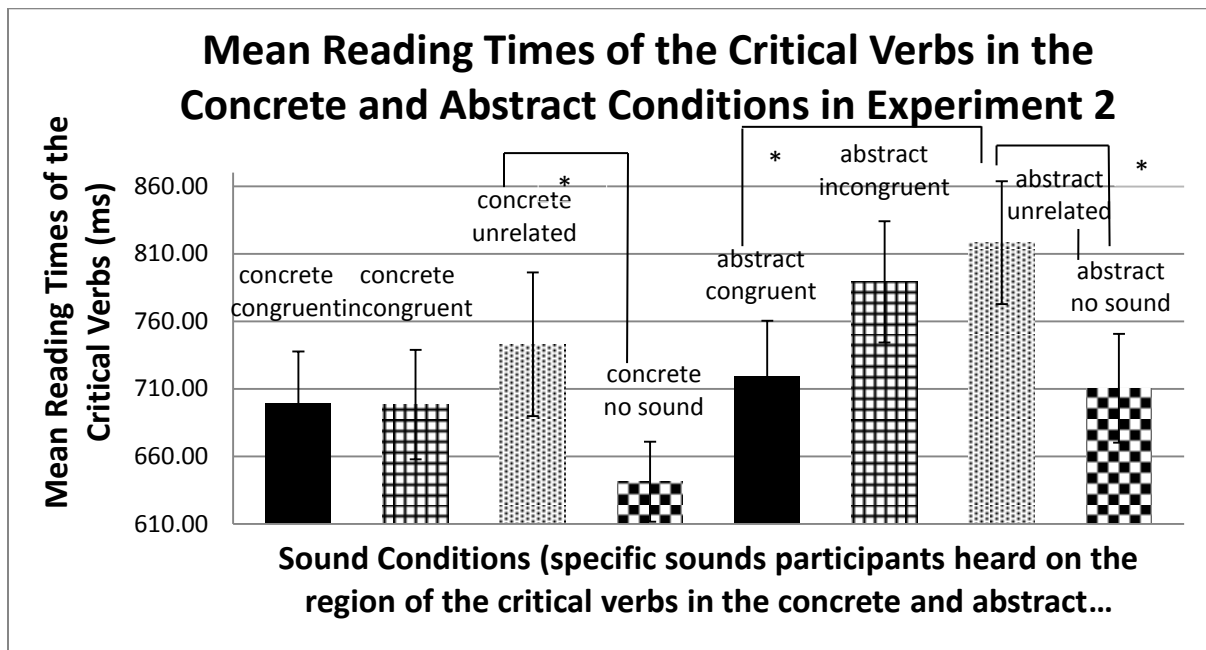 Mean Reading Times of the Critical Verbs in the
Concrete and Abstract Conditions in Experiment 2
Mean Reading Times of the
Critical Verbs (ms)
860.00
810.00
760.00
710.00
660.00
610.00
concrete
congruent
concrete
incongruent
concrete
unrelated
*
concrete
no sound
abstract
congruent
*
abstract
incongruent
abstract
unrelated
*
abstract
no sound
Sound Conditions (specific sounds participants heard on the
region of the critical verbs in the concrete and abstract…